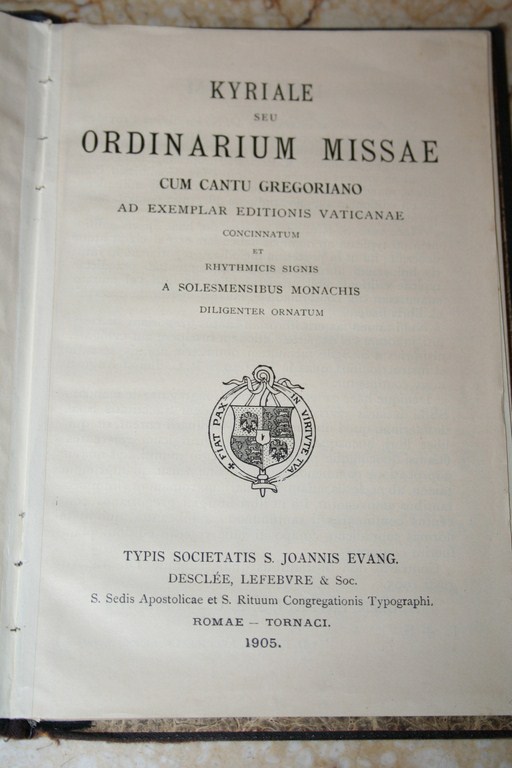 KYRIALE
SEU
ORDINARIUM MISSAE
CUM CANTU GREGORIANO
AD EXEMPLAR EDITIONIS VATICANAE
CONCINNATUM
ET
RHYTHMICIS SIGNIS
A SOLESMENSIBUS MONACHIS
DILIGENTER ORNATUM
✠ FIAT PAX IN VIRTVTE TVA
TYPIS SOCIETATIS S. JOANNIS EVANG.
DESCLÉE, LEFEBVRE & Soc.
S. Sedis Apostolicae et S. Rituum Congregationis Typographi.
ROMAE — TORNACI.
1905.